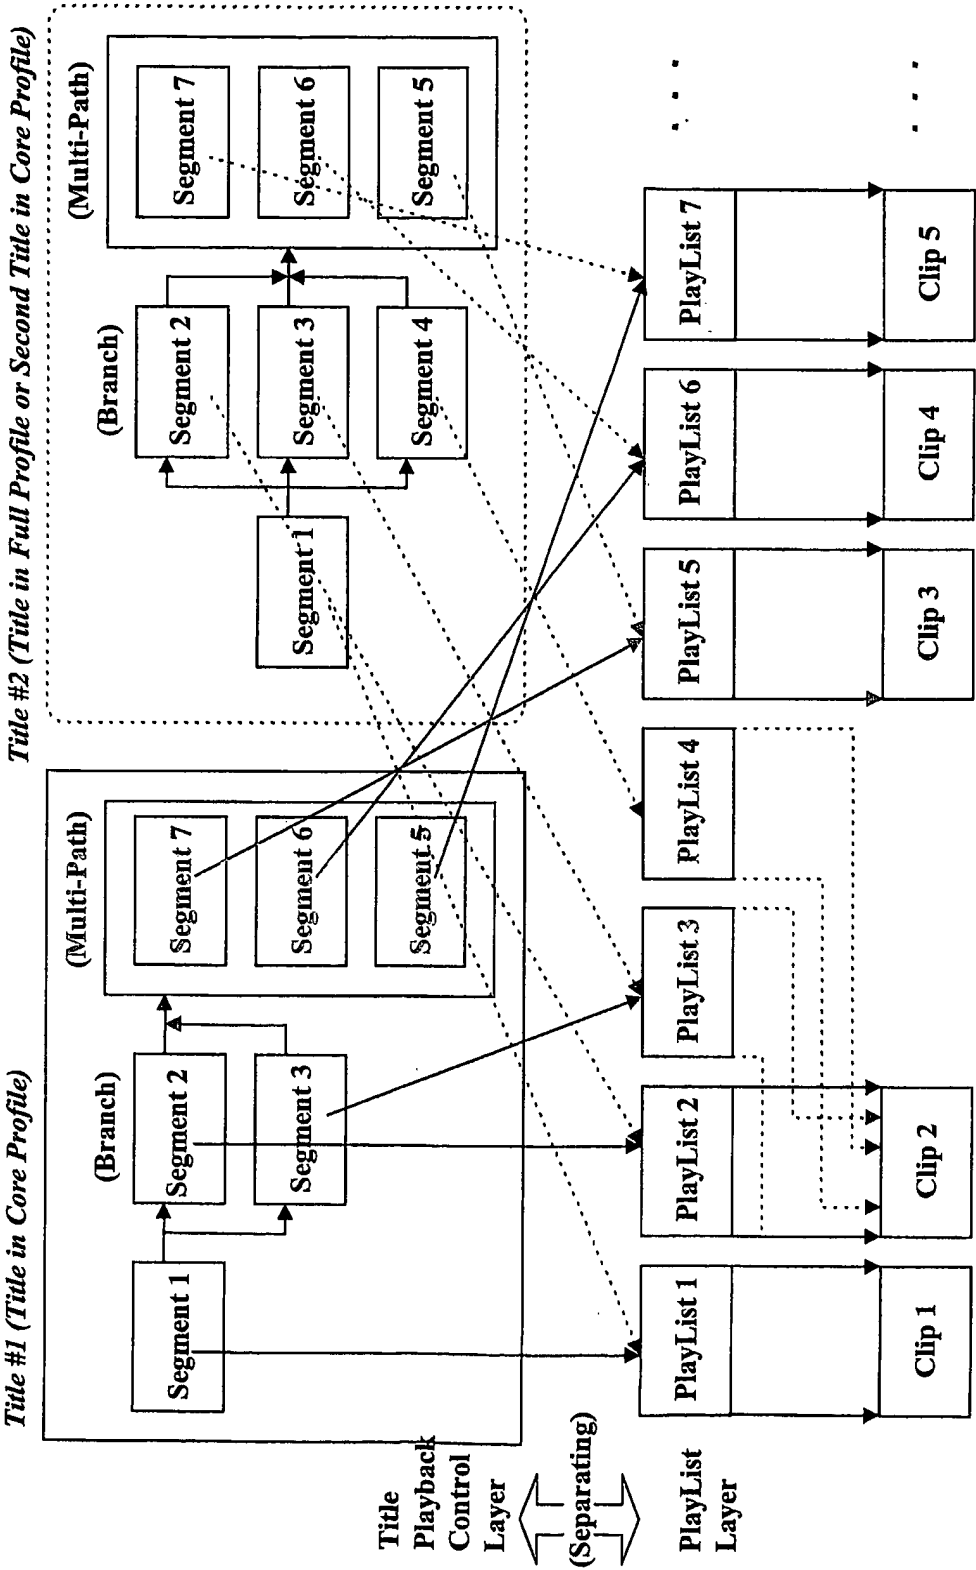 Title #1 (Title in Core Profile)
Title #2 (Title in Full Profile or Second Title in Core Profile)
(Branch)
(Multi-Path)
Segment 1
Segment 2
Segment 3
Segment 7
Segment 6
Segment 5
(Branch)
(Multi-Path)
Segment 1
Segment 2
Segment 3
Segment 4
Segment 7
Segment 6
Segment 5
Title
Playback
Control
Layer
(Separating)
PlayList
Layer
PlayList 1
PlayList 2
PlayList 3
PlayList 4
PlayList 5
PlayList 6
PlayList 7
. . .
Clip 1
Clip 2
Clip 3
Clip 4
Clip 5
. . .